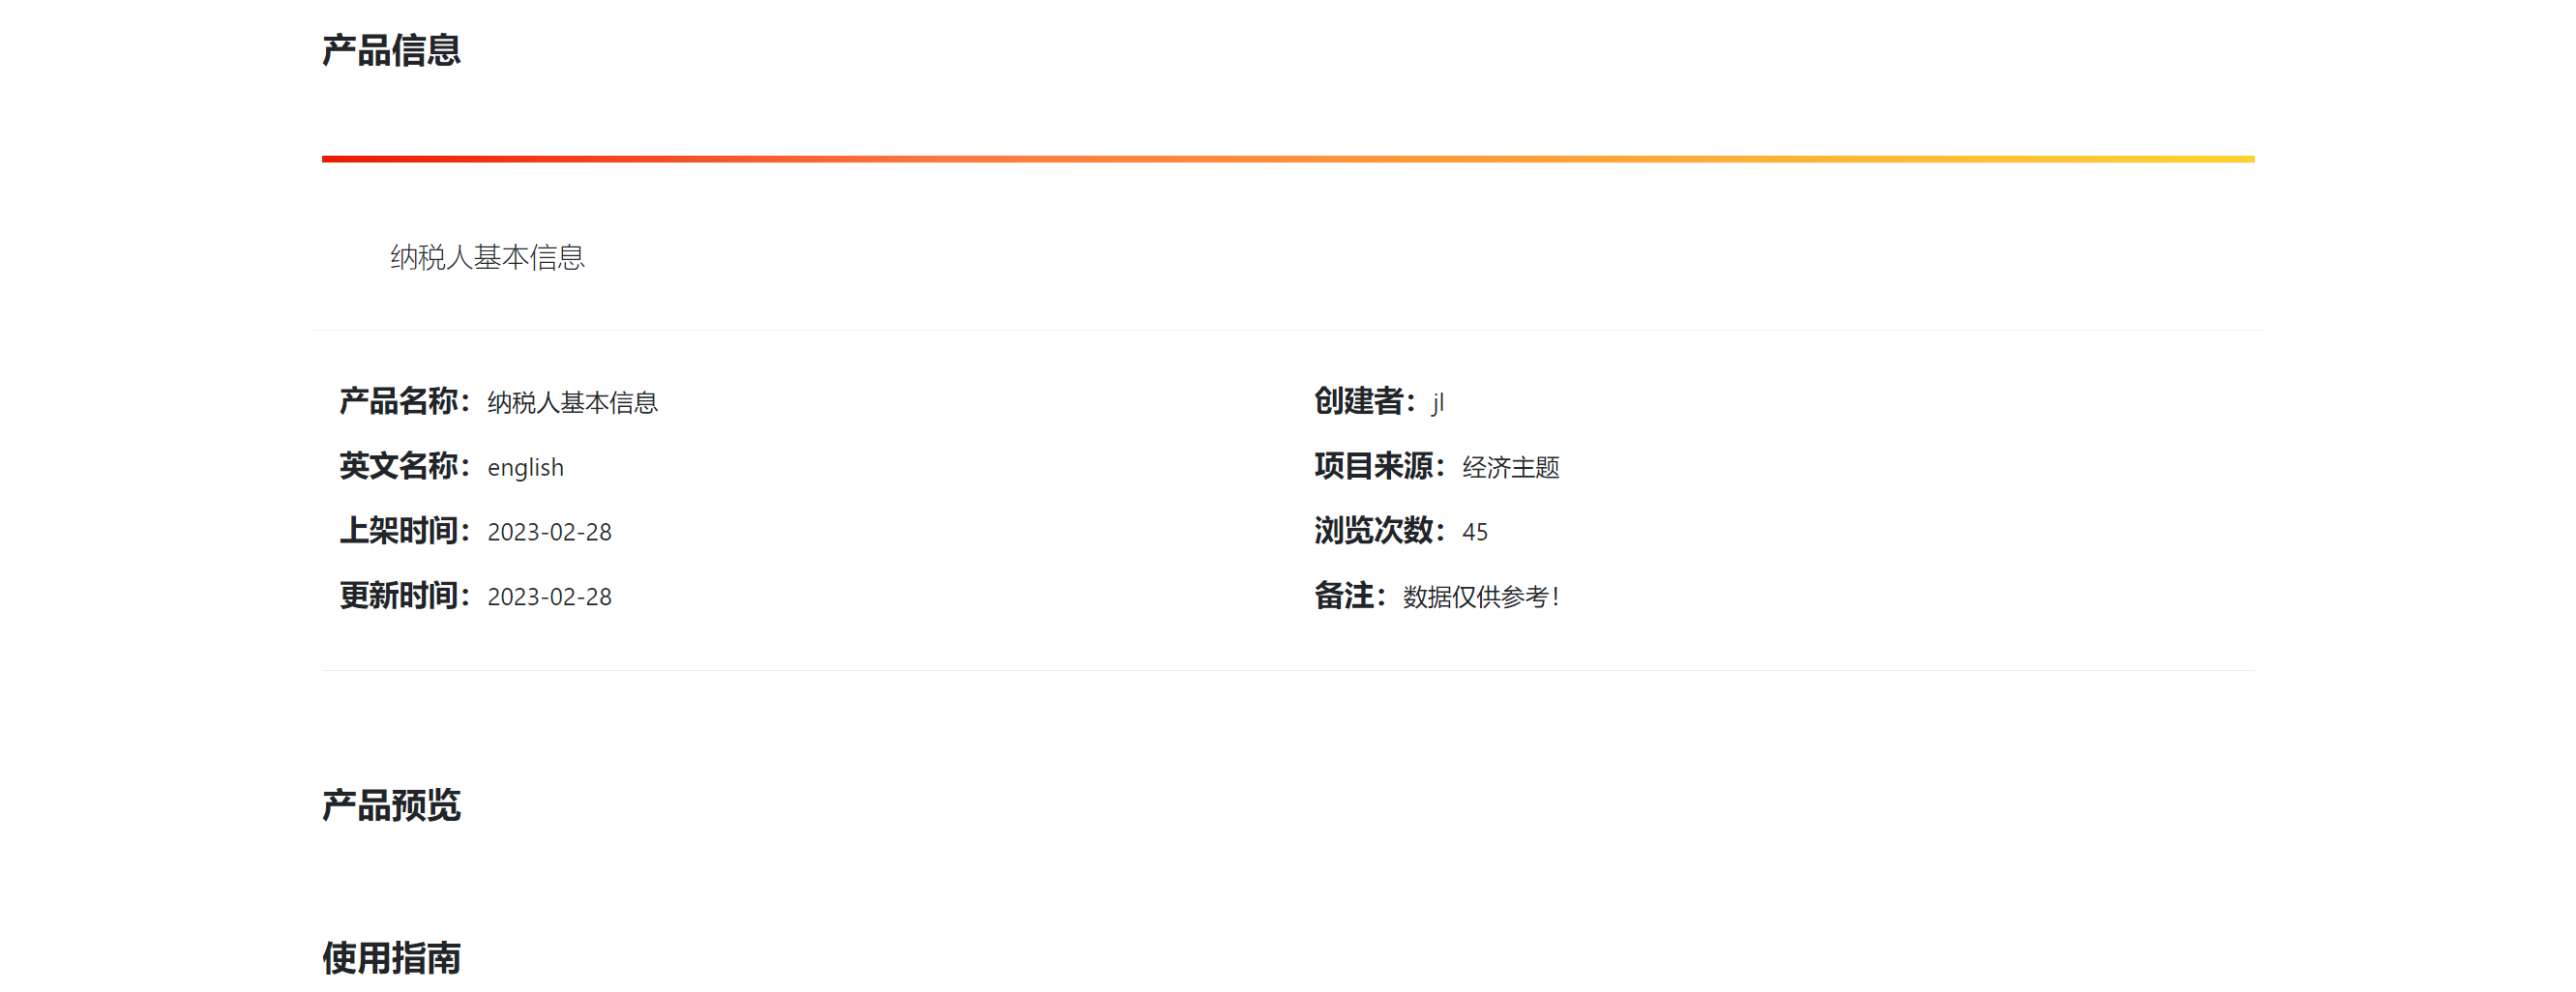 产品信息
纳税人基本信息
产品名称：纳税人基本信息
创建者：jl
英文名称：english
项目来源：经济主题
上架时间：2023-02-28
浏览次数：45
更新时间：2023-02-28
备注：数据仅供参考！
产品预览
使用指南